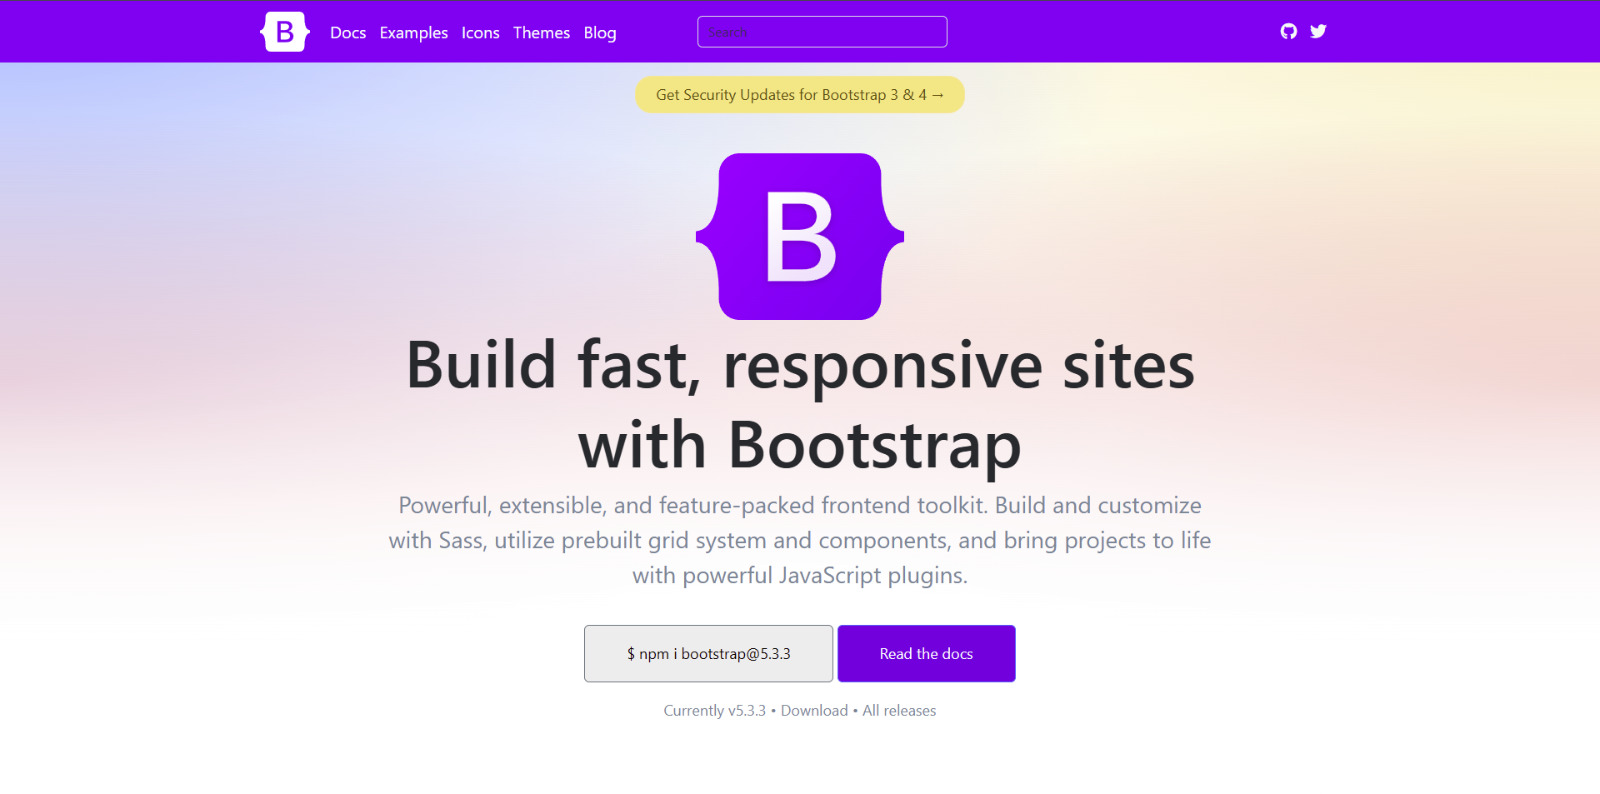 B Docs Examples Icons Themes Blog Search
Get Security Updates for Bootstrap 3 & 4 →
B
Build fast, responsive sites
with Bootstrap
Powerful, extensible, and feature-packed frontend toolkit. Build and customize
with Sass, utilize prebuilt grid system and components, and bring projects to life
with powerful JavaScript plugins.
$ npm i bootstrap@5.3.3 Read the docs
Currently v5.3.3 • Download • All releases